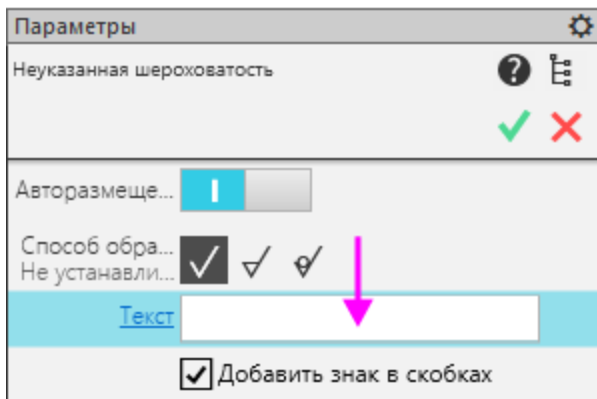 Параметры
Неуказанная шероховатость
Авторазмеще...
Способ обра...
Не устанавли...
Текст
Добавить знак в скобках